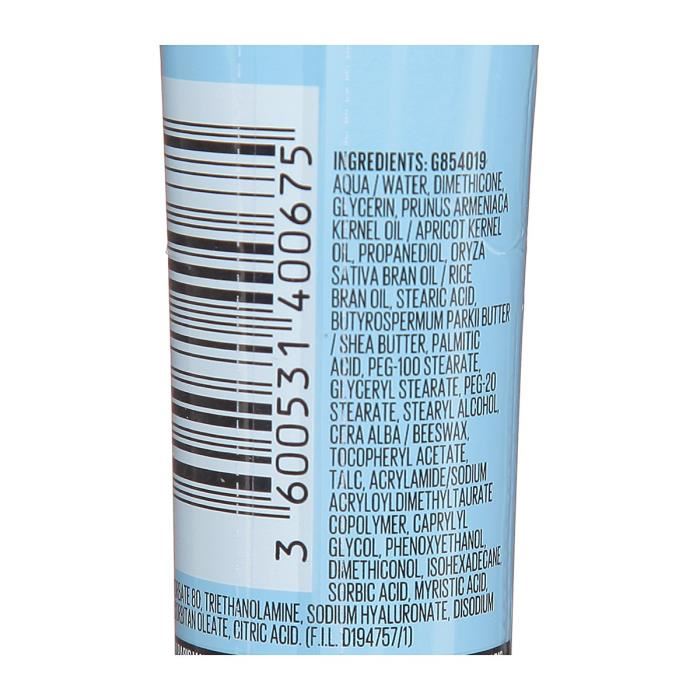 INGREDIENTS: G854019
AQUA / WATER, DIMETHICONE,
GLYCERIN, PRUNUS ARMENIACA
KERNEL OIL / APRICOT KERNEL
OIL, PROPANEDIOL, ORYZA
SATIVA BRAN OIL / RICE
BRAN OIL, STEARIC ACID,
BUTYROSPERMUM PARKII BUTTER
/ SHEA BUTTER, PALMITIC
ACID, PEG-100 STEARATE,
GLYCERYL STEARATE, PEG-20
STEARATE, STEARYL ALCOHOL,
CERA ALBA / BEESWAX,
TOCOPHERYL ACETATE,
TALC, ACRYLAMIDE/SODIUM
ACRYLOYLDIMETHYLTAURATE
COPOLYMER, CAPRYLYL
GLYCOL, PHENOXYETHANOL,
DIMETHICONOL, ISOHEXADECANE,
SORBIC ACID, MYRISTIC ACID,
80, TRIETHANOLAMINE, SODIUM HYALURONATE, DISODIUM
OLEATE, CITRIC ACID. (F.I.L. D194757/1)
3 600531 400675